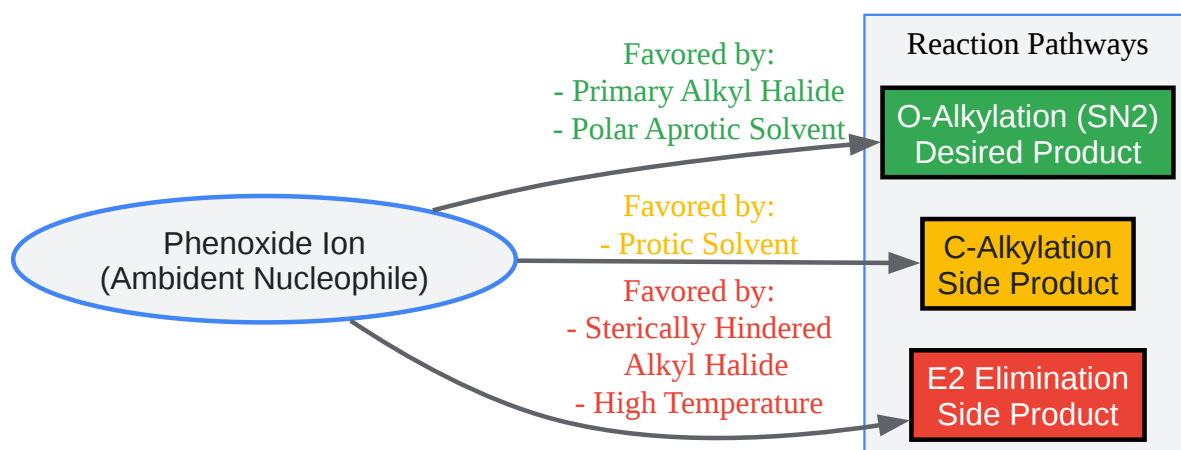 Reaction Pathways
Favored by:
- Primary Alkyl Halide
- Polar Aprotic Solvent
O-Alkylation (SN2)
Desired Product
Phenoxide Ion
(Ambident Nucleophile)
Favored by:
- Protic Solvent
C-Alkylation
Side Product
Favored by:
- Sterically Hindered
Alkyl Halide
- High Temperature
E2 Elimination
Side Product